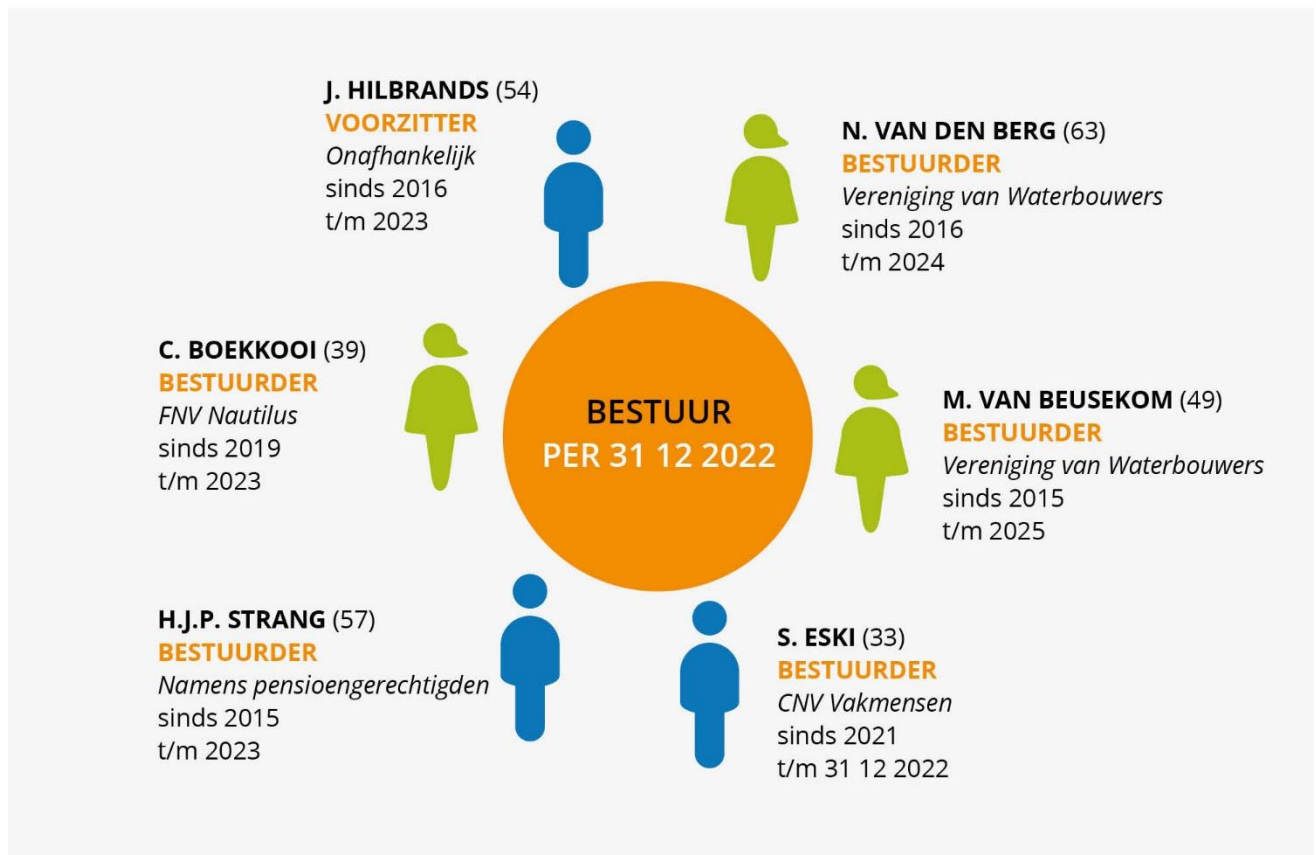 J. HILBRANDS (54)
VOORZITTER
Onafhankelijk
sinds 2016
t/m 2023
N. VAN DEN BERG (63)
BESTUURDER
Vereniging van Waterbouwers
sinds 2016
t/m 2024
C. BOEKKOOI (39)
BESTUURDER
FNV Nautilus
sinds 2019
t/m 2023
BESTUUR
PER 31 12 2022
M. VAN BEUSEKOM (49)
BESTUURDER
Vereniging van Waterbouwers
sinds 2015
t/m 2025
H.J.P. STRANG (57)
BESTUURDER
Namens pensioengerechtigden
sinds 2015
t/m 2023
S. ESKI (33)
BESTUURDER
CNV Vakmensen
sinds 2021
t/m 31 12 2022